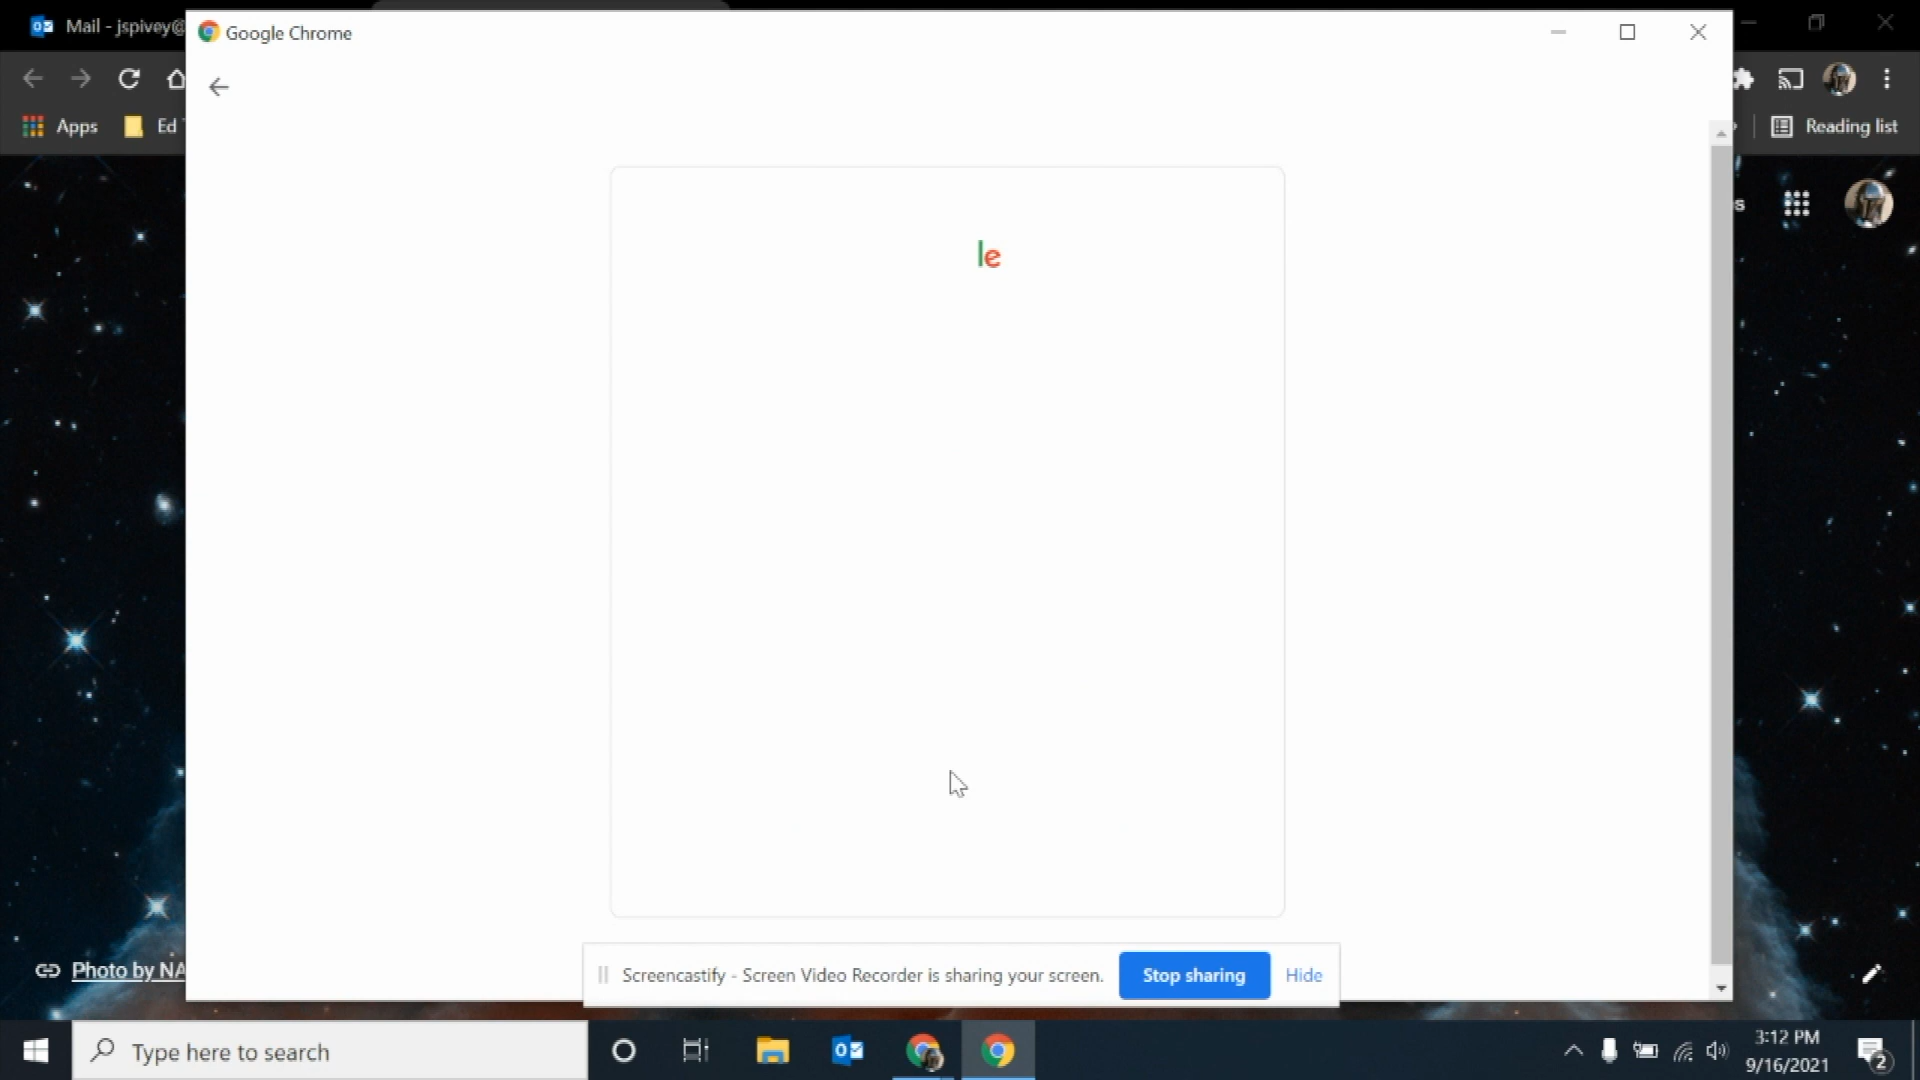 Mail - jspivey@
Google Chrome
Apps
Ed
Reading list
s
le
Photo by NA
Screencastify - Screen Video Recorder is sharing your screen.
Stop sharing
Hide
Type here to search
3:12 PM
9/16/2021
2